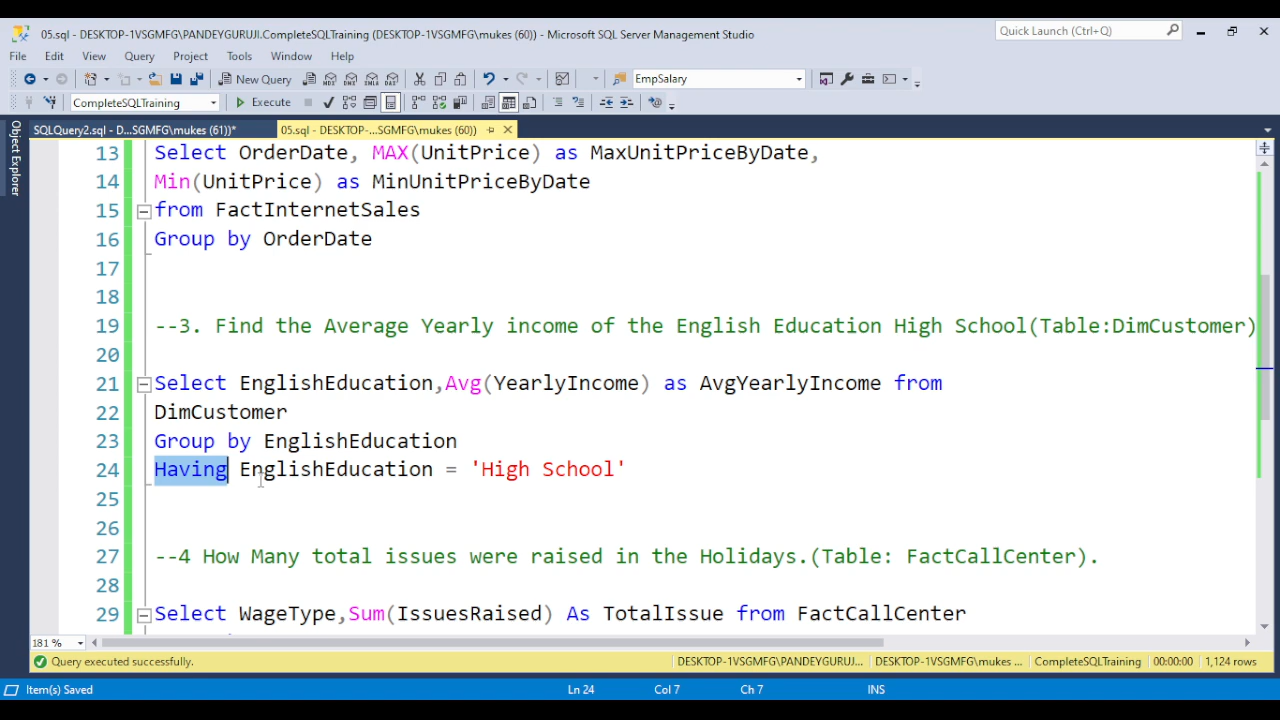 05.sql - DESKTOP-1VSGMFG\PANDEYGURUJI.CompleteSQLTraining (DESKTOP-1VSGMFG\mukes (60)) - Microsoft SQL Server Management Studio
Quick Launch (Ctrl+Q)
File Edit View Query Project Tools Window Help
New Query
EmpSalary
CompleteSQLTraining
Execute
SQLQuery2.sql - D...SGMFG\mukes (61))*
05.sql - DESKTOP-...SGMFG\mukes (60))
Object Explorer
13 Select OrderDate, MAX(UnitPrice) as MaxUnitPriceByDate,
14 Min(UnitPrice) as MinUnitPriceByDate
15 from FactInternetSales
16 Group by OrderDate
17
18
19 --3. Find the Average Yearly income of the English Education High School(Table:DimCustomer)
20
21 Select EnglishEducation,Avg(YearlyIncome) as AvgYearlyIncome from
22 DimCustomer
23 Group by EnglishEducation
24 Having EnglishEducation = 'High School'
25
26
27 --4 How Many total issues were raised in the Holidays.(Table: FactCallCenter).
28
29 Select WageType,Sum(IssuesRaised) As TotalIssue from FactCallCenter
181 %
Query executed successfully.
DESKTOP-1VSGMFG\PANDEYGURUJ... DESKTOP-1VSGMFG\mukes ... CompleteSQLTraining 00:00:00 1,124 rows
Item(s) Saved Ln 24 Col 7 Ch 7 INS